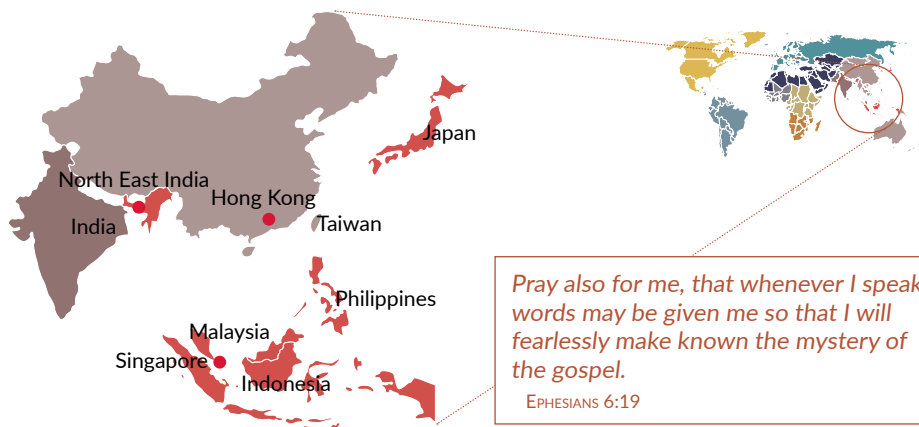 Japan
North East India
Hong Kong
India
Taiwan
Philippines
Malaysia
Singapore
Indonesia
Pray also for me, that whenever I speak
words may be given me so that I will
fearlessly make known the mystery of
the gospel.
Ephesians 6:19